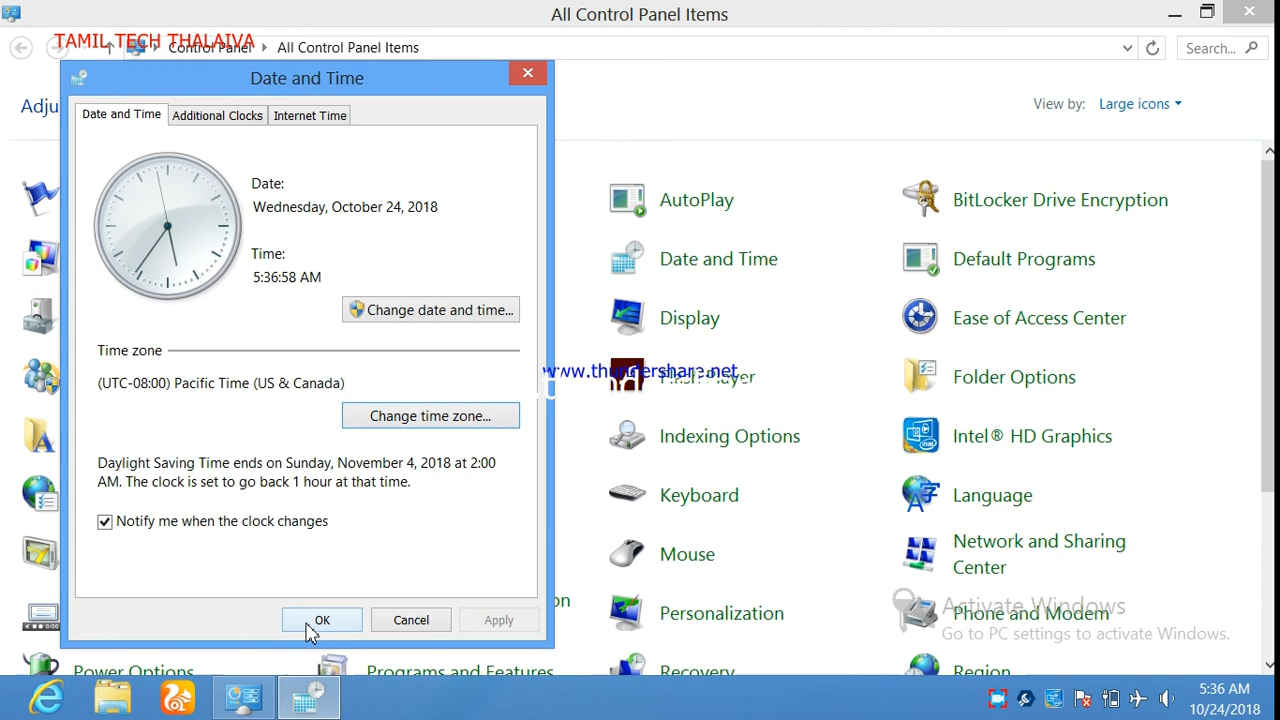 All Control Panel Items
TAMIL TECH THALAIVA
Control Panel
All Control Panel Items
Search...
Date and Time
Adju
View by: Large icons
Date and Time
Additional Clocks
Internet Time
Date:
Wednesday, October 24, 2018
Time:
5:36:58 AM
Change date and time...
Time zone
(UTC-08:00) Pacific Time (US & Canada)
Change time zone...
Daylight Saving Time ends on Sunday, November 4, 2018 at 2:00
AM. The clock is set to go back 1 hour at that time.
Notify me when the clock changes
OK
Cancel
Apply
AutoPlay
BitLocker Drive Encryption
Date and Time
Default Programs
Display
Ease of Access Center
www.thundershare.net
Folder Options
Indexing Options
Intel® HD Graphics
Keyboard
Language
Mouse
Network and Sharing
Center
on
Personalization
Phone and Modem
Activate Windows
Go to PC settings to activate Windows.
Power Options
Programs and Features
Recovery
Region
5:36 AM
10/24/2018